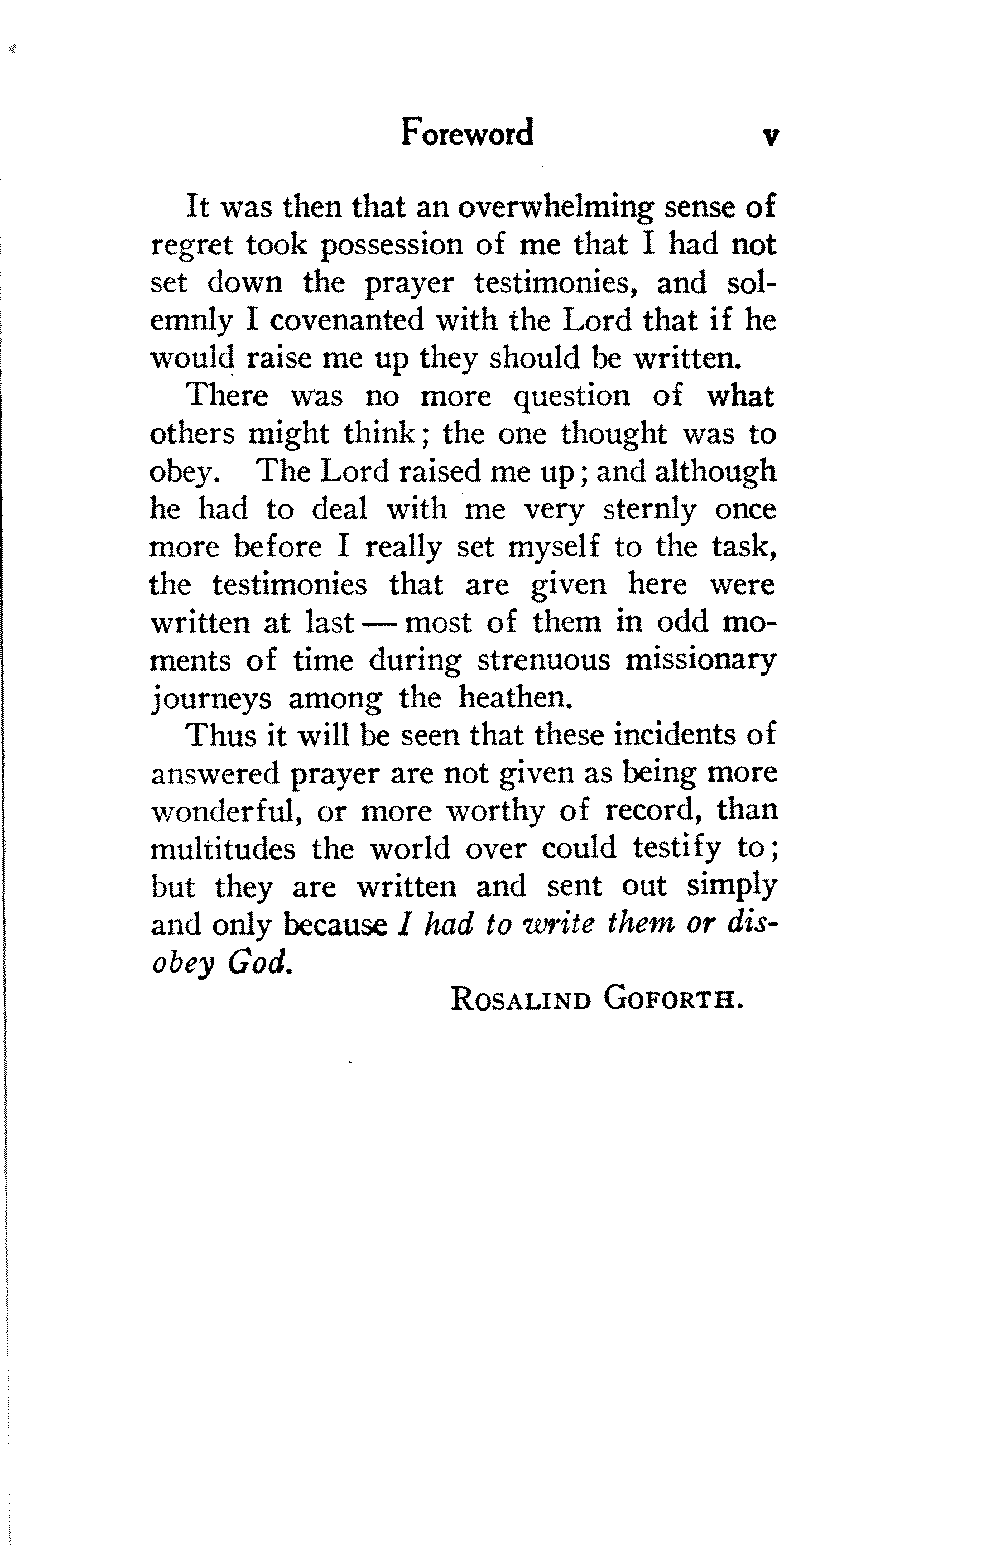 Foreword v
It was then that an overwhelming sense of
regret took possession of me that I had not
set down the prayer testimonies, and sol-
emnly I covenanted with the Lord that if he
would raise me up they should be written.
There was no more question of what
others might think; the one thought was to
obey. The Lord raised me up; and although
he had to deal with me very sternly once
more before I really set myself to the task,
the testimonies that are given here were
written at last — most of them in odd mo-
ments of time during strenuous missionary
journeys among the heathen.
Thus it will be seen that these incidents of
answered prayer are not given as being more
wonderful, or more worthy of record, than
multitudes the world over could testify to;
but they are written and sent out simply
and only because I had to write them or dis-
obey God.
ROSALIND GOFORTH.